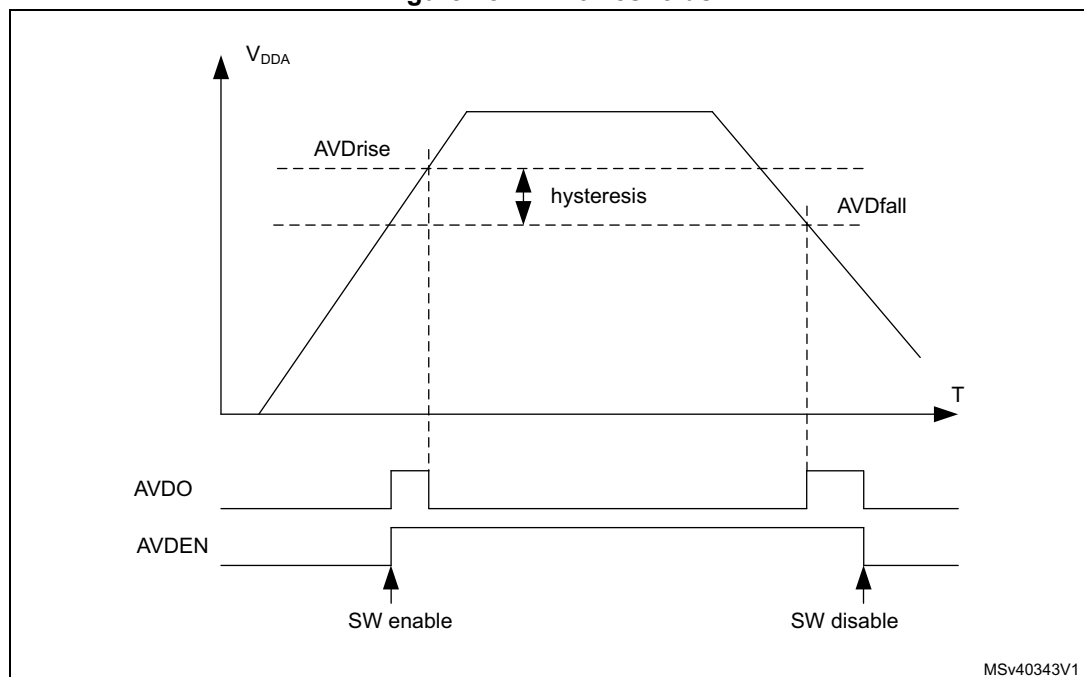 V_DDA
AVDrise
hysteresis
AVDfall
T
AVDO
AVDEN
SW enable
SW disable
MSv40343V1